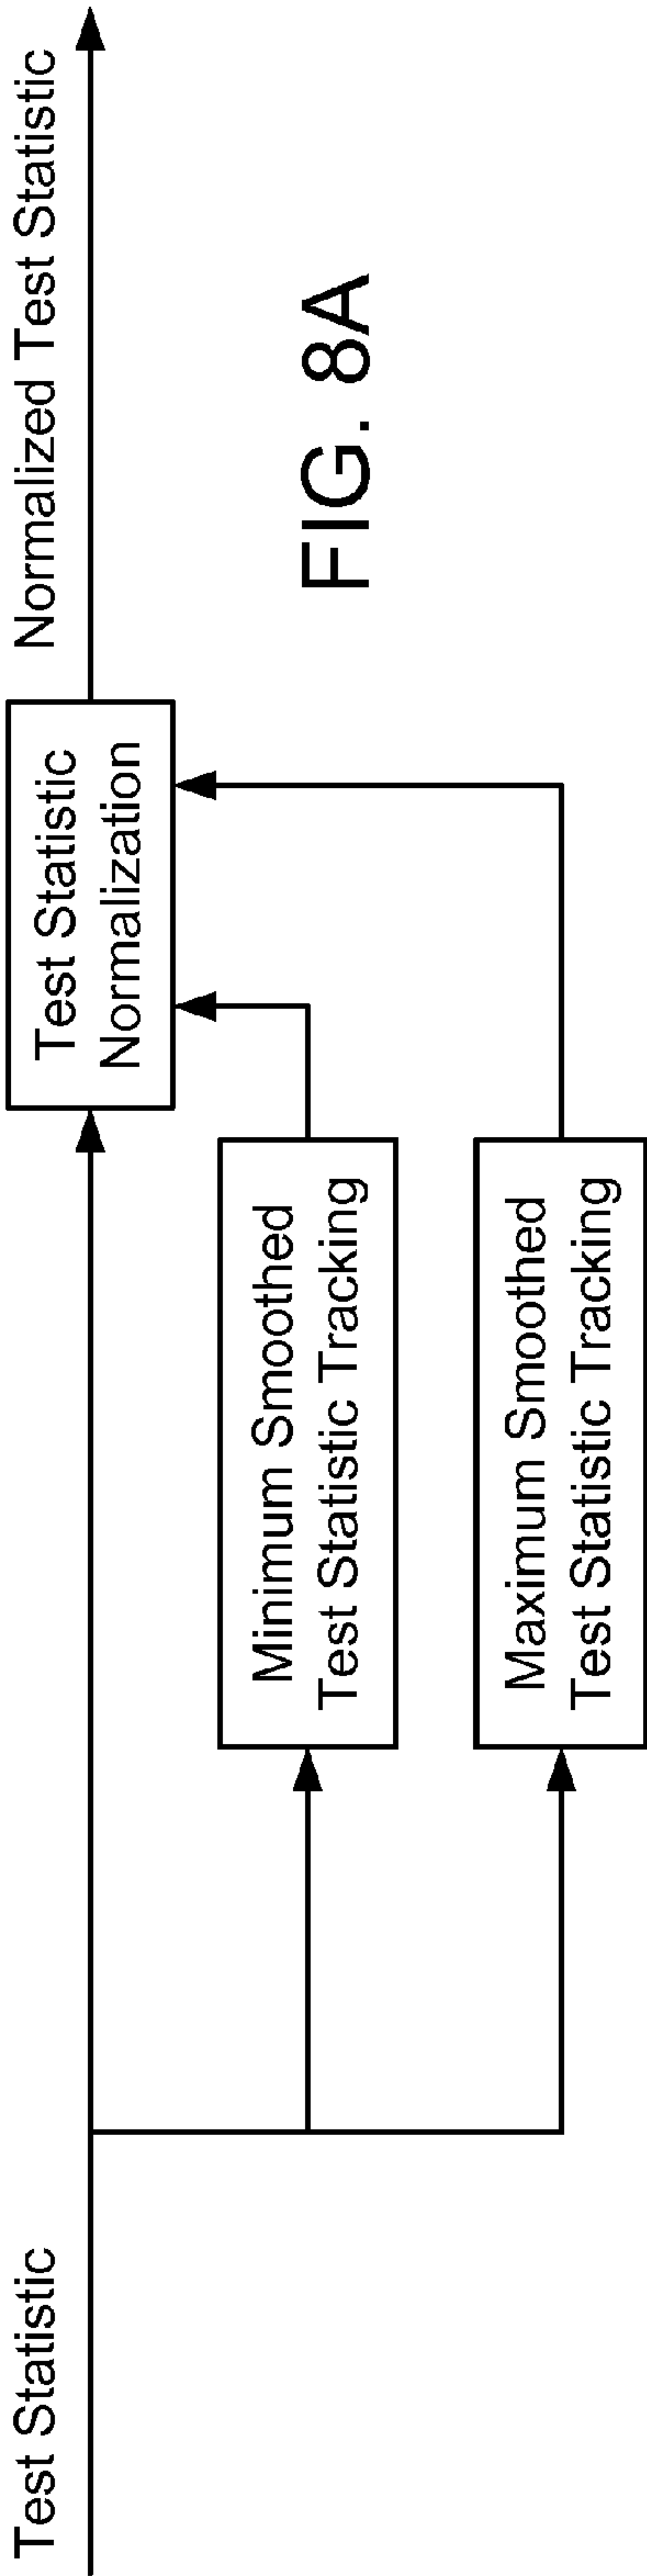 Test Statistic
Test Statistic
Normalization
Normalized Test Statistic
Minimum Smoothed
Test Statistic Tracking
Maximum Smoothed
Test Statistic Tracking
FIG. 8A